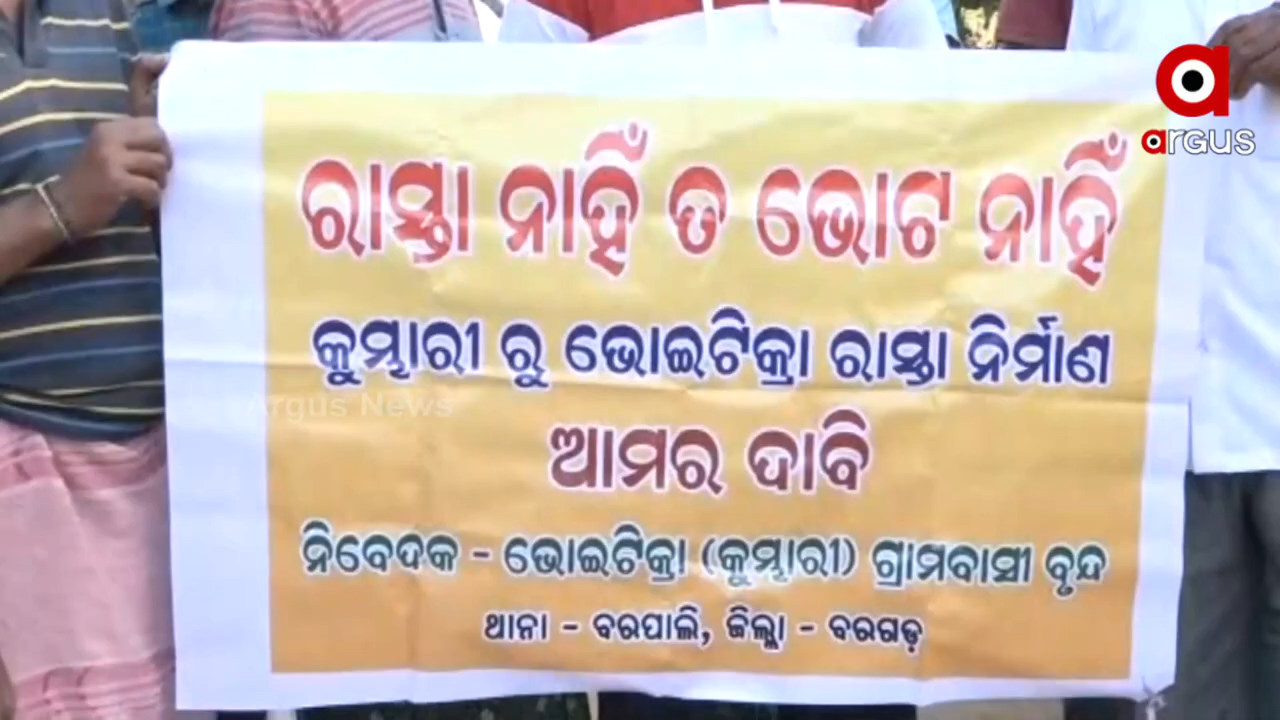 ରାସ୍ତା ନାହିଁ ତ ଭୋଟ ନାହିଁ
କୁମ୍ଭାରୀ ରୁ ଭୋଇଟିକ୍ରା ରାସ୍ତା ନିର୍ମାଣ
ଆମର ଦାବି
ନିବେଦକ - ଭୋଇଟିକ୍ରା (କୁମ୍ଭାରୀ) ଗ୍ରାମବାସୀ ବୃନ୍ଦ
ଥାନା - ବରପାଲି, ଜିଲ୍ଲା - ବରଗଡ଼
argus
Argus News